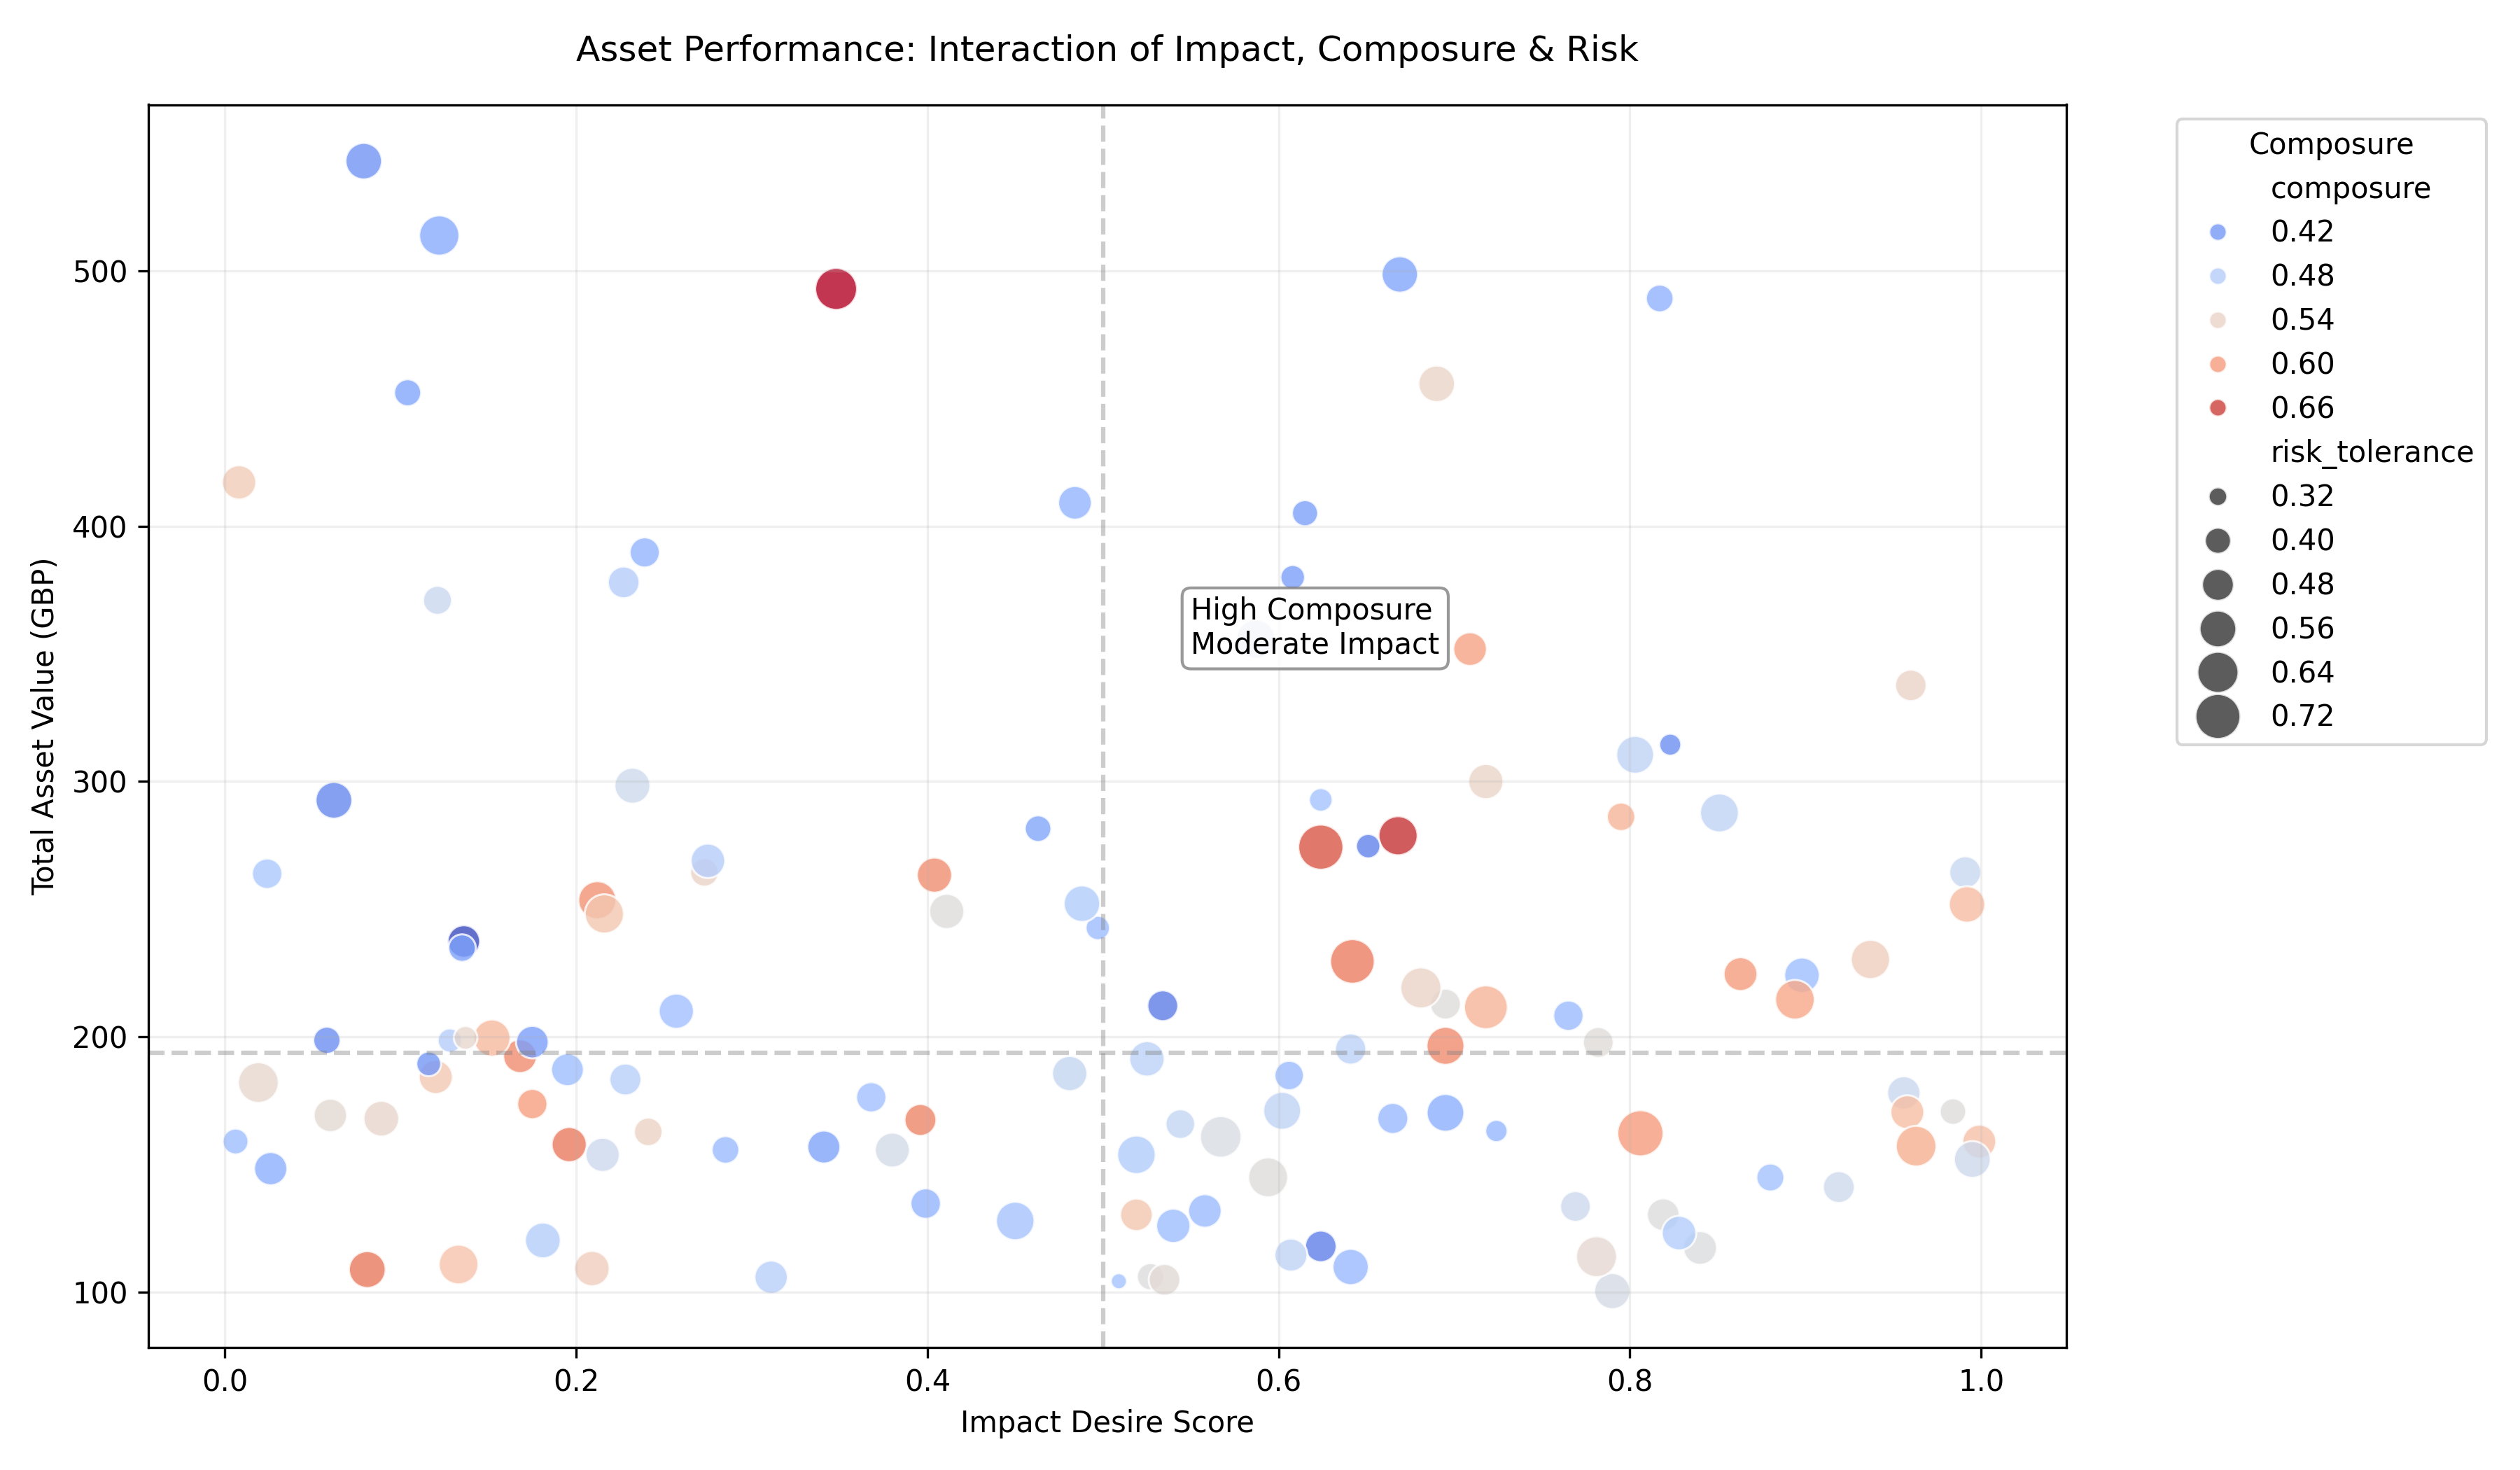 Asset Performance: Interaction of Impact, Composure & Risk
Total Asset Value (GBP)
500
400
300
200
100
High Composure
Moderate Impact
0.0
0.2
0.4
0.6
0.8
1.0
Impact Desire Score
Composure
composure
0.42
0.48
0.54
0.60
0.66
risk_tolerance
0.32
0.40
0.48
0.56
0.64
0.72